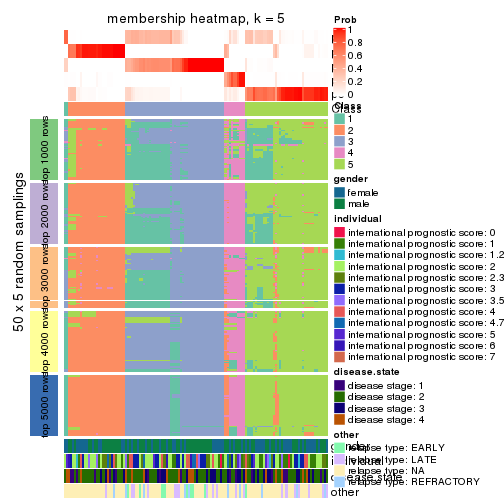 membership heatmap, k = 5
Prob
1
0.8
0.6
0.4
0.2
0
Class
Class
1
2
3
4
5
gender
female
male
individual
international prognostic score: 0
international prognostic score: 1
international prognostic score: 1.2
international prognostic score: 2
international prognostic score: 2.3
international prognostic score: 3
international prognostic score: 3.5
international prognostic score: 4
international prognostic score: 4.7
international prognostic score: 5
international prognostic score: 6
international prognostic score: 7
disease.state
disease stage: 1
disease stage: 2
disease stage: 3
disease stage: 4
other
relapse type: EARLY
relapse type: LATE
relapse type: NA
relapse type: REFRACTORY
50 x 5 random samplings
top 1000 rows
top 2000 rows
top 3000 rows
top 4000 rows
top 5000 rows
gender
individual
disease.state
other